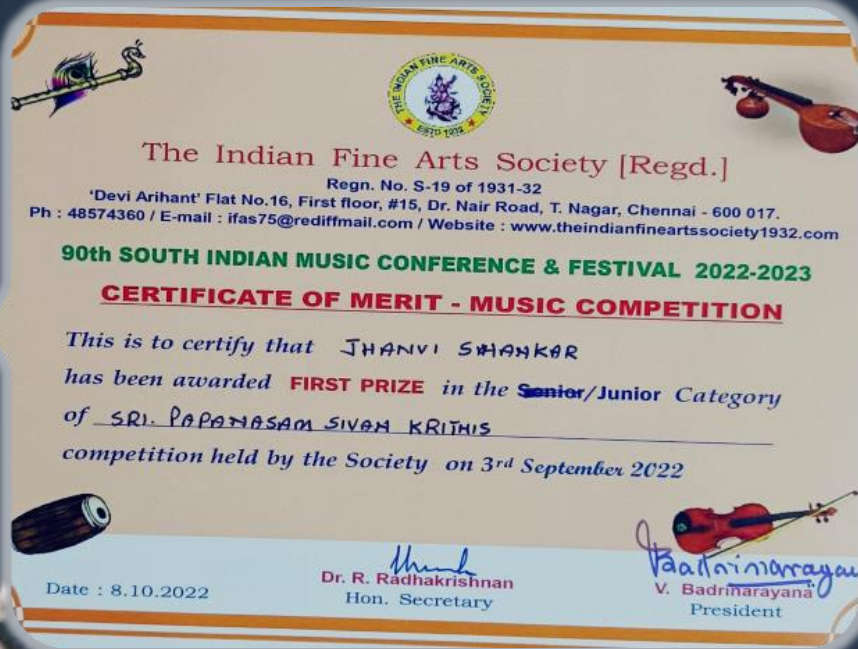 THE INDIAN FINE ARTS SOCIETY
ESTD 1932
The Indian Fine Arts Society [Regd.]
Regn. No. S-19 of 1931-32
'Devi Arihant' Flat No.16, First floor, #15, Dr. Nair Road, T. Nagar, Chennai - 600 017.
Ph : 48574360 / E-mail : ifas75@rediffmail.com / Website : www.theindianfineartssociety1932.com
90th SOUTH INDIAN MUSIC CONFERENCE & FESTIVAL 2022-2023
CERTIFICATE OF MERIT - MUSIC COMPETITION
This is to certify that JHANVI SHANKAR
has been awarded FIRST PRIZE in the Senior/Junior Category
of SRI. PAPANASAM SIVAN KRITHIS
competition held by the Society on 3rd September 2022
Date : 8.10.2022
Dr. R. Radhakrishnan
Hon. Secretary
Badrinarayan
V. Badrinarayana
President